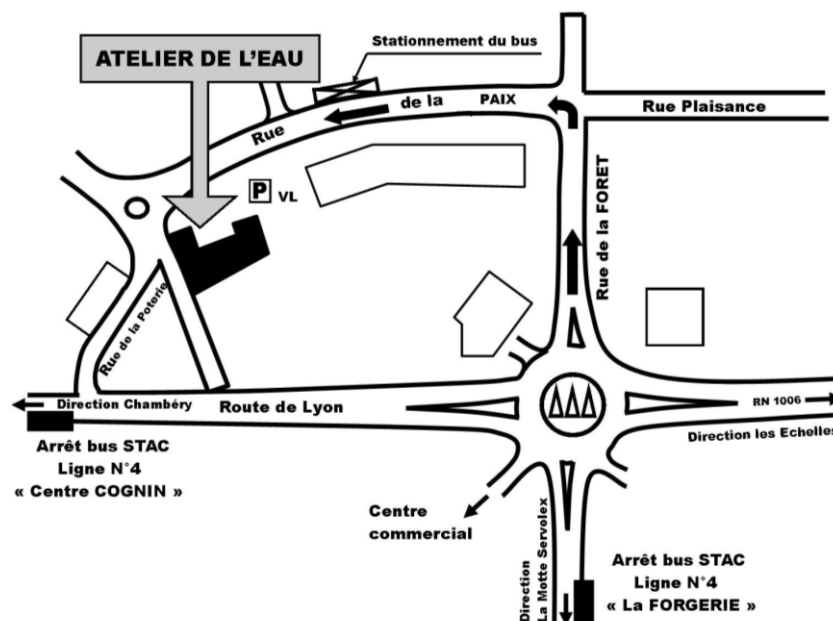 Stationnement du bus
ATELIER DE L'EAU
Rue de la PAIX
Rue Plaisance
P VL
Rue de la FORET
Rue de la Poterie
Direction Chambéry
Route de Lyon
RN 1006
Direction les Echelles
Arrêt bus STAC
Ligne N°4
« Centre COGNIN »
Centre
commercial
Direction
La Motte Servolex
Arrêt bus STAC
Ligne N°4
« La FORGERIE »